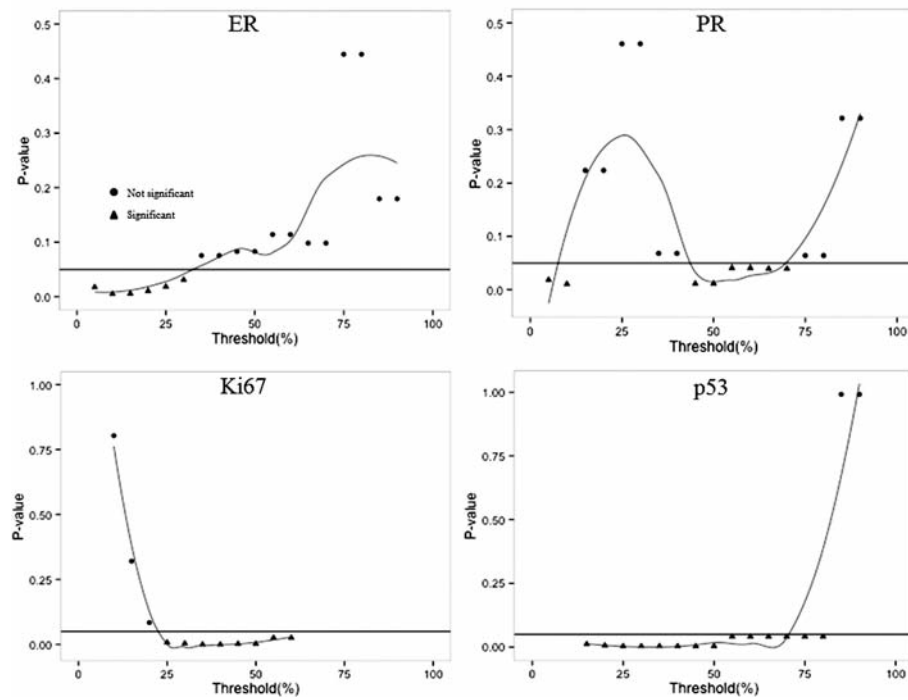 ER
P-value
0.5
0.4
0.3
0.2
0.1
0.0
Not significant
Significant
0 25 50 75 100
Threshold(%)
PR
P-value
0.5
0.4
0.3
0.2
0.1
0.0
0 25 50 75 100
Threshold(%)
Ki67
P-value
1.00
0.75
0.50
0.25
0.00
0 25 50 75 100
Threshold(%)
p53
P-value
1.00
0.75
0.50
0.25
0.00
0 25 50 75 100
Threshold(%)